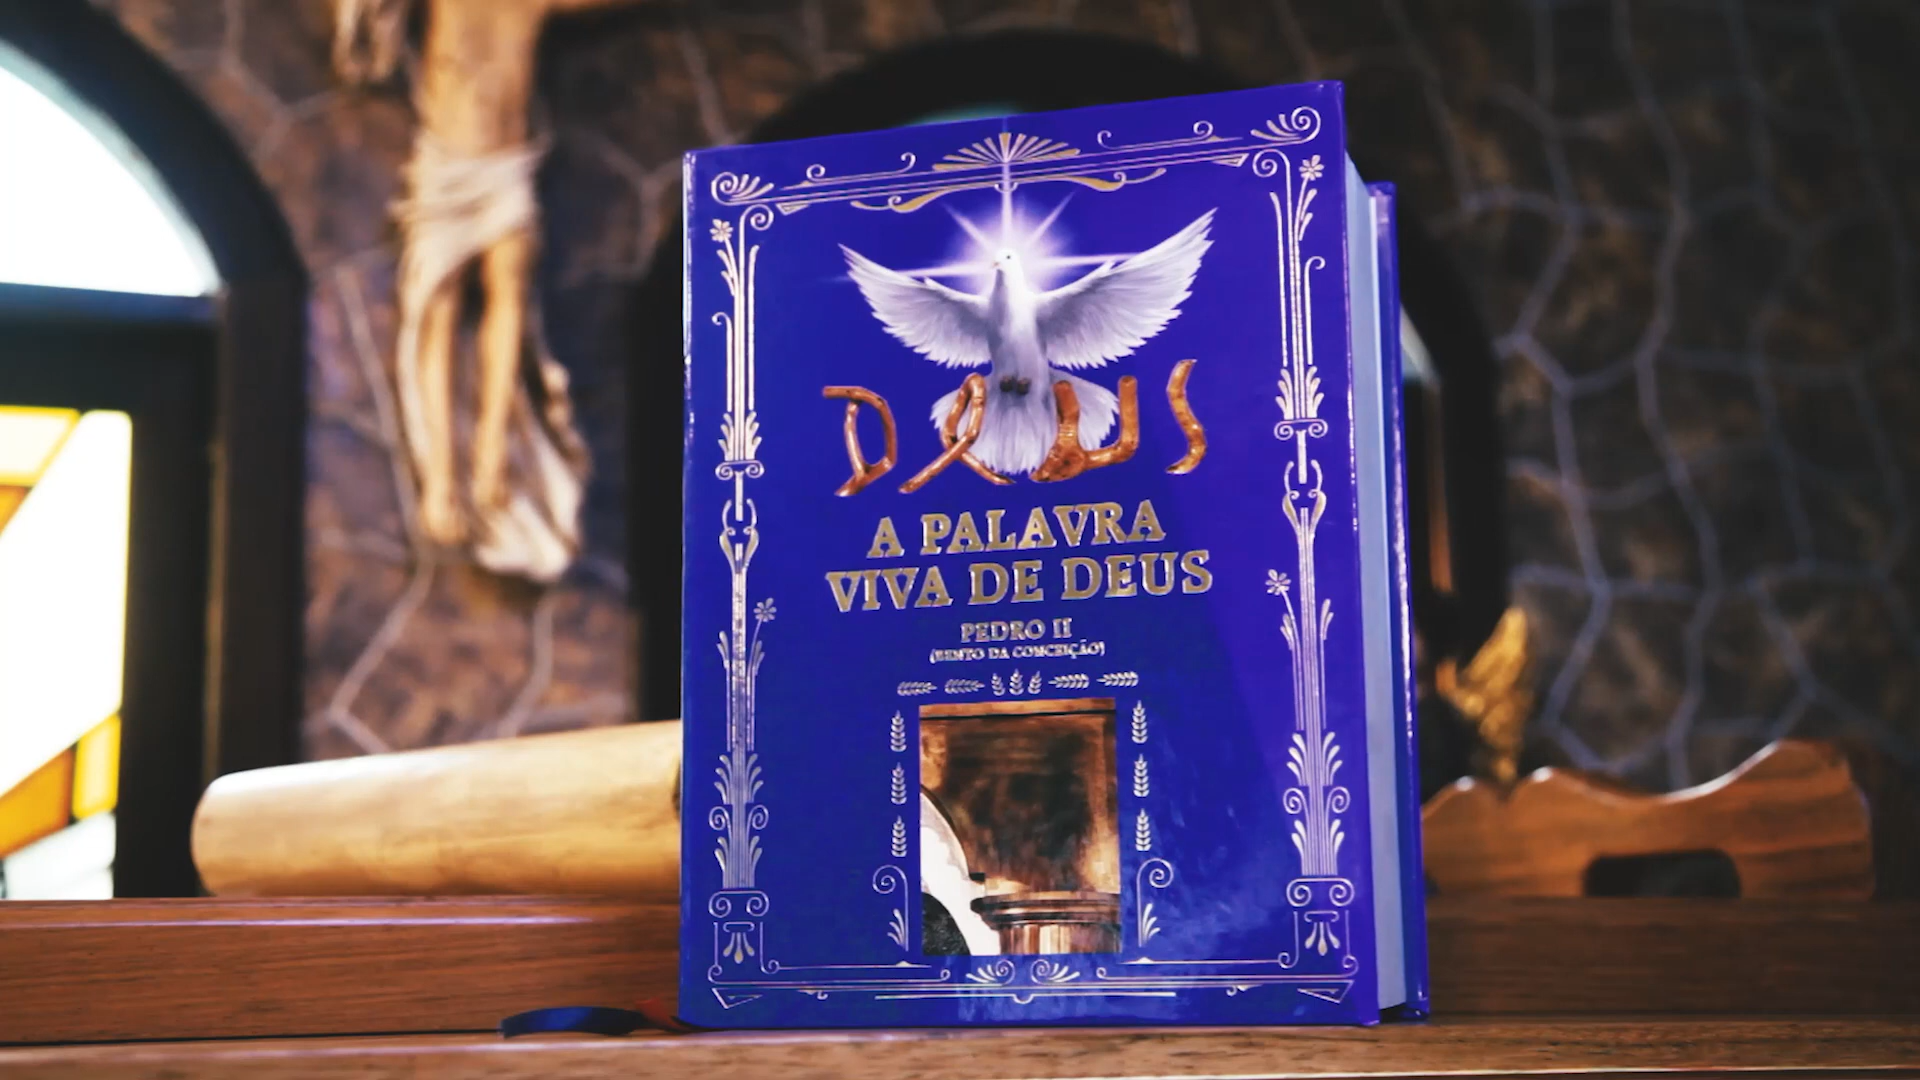 DEUS
A PALAVRA
VIVA DE DEUS
PEDRO II
(BENTO DA CONCEIÇÃO)